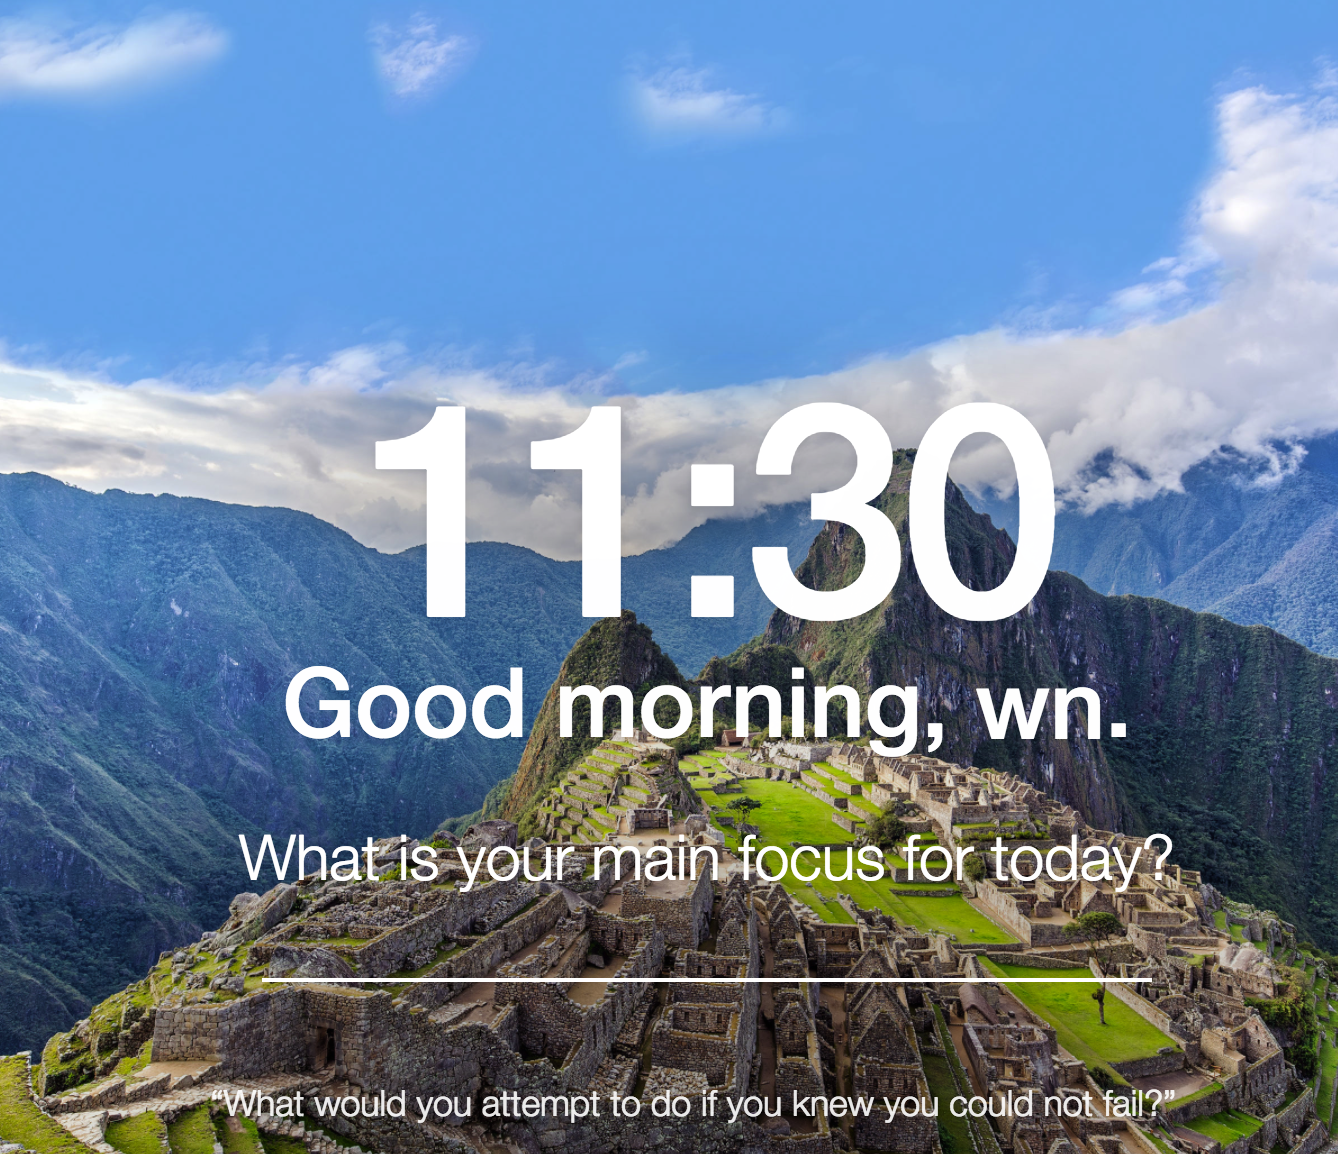 11:30
Good morning, wn.
What is your main focus for today?
“What would you attempt to do if you knew you could not fail?”